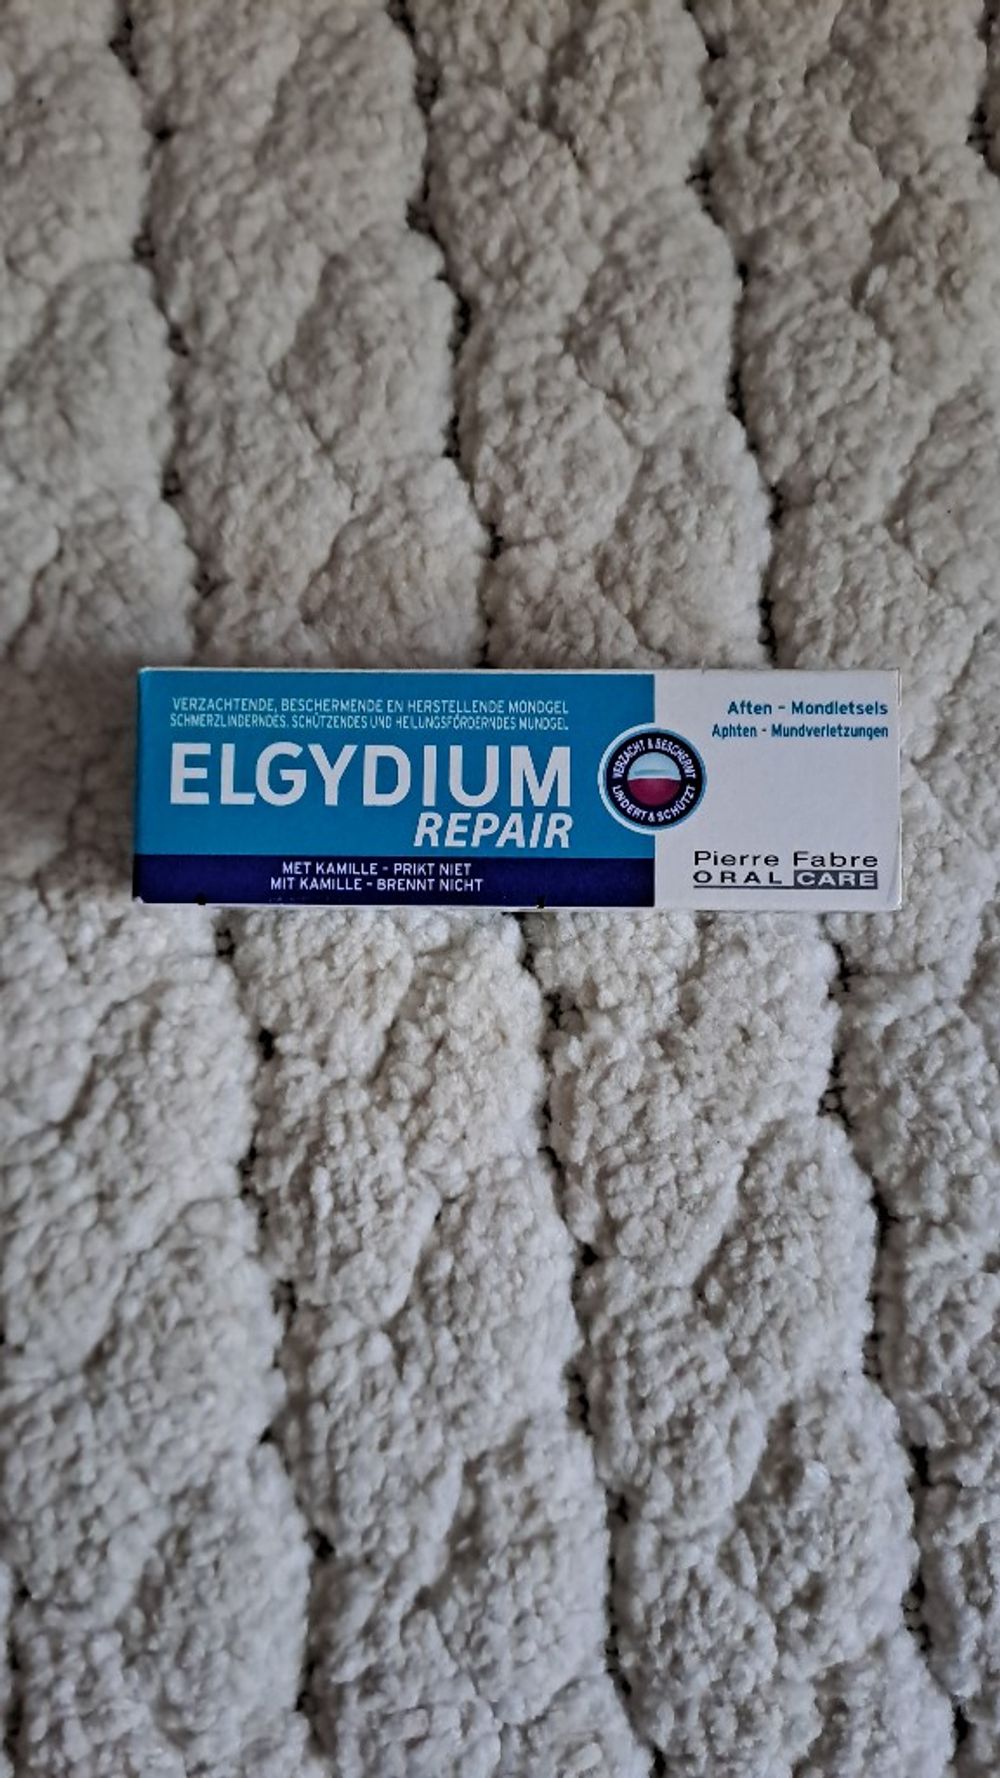 VERZACHTENDE, BESCHERMENDE EN HERSTELLENDE MONDGEL
SCHMERZLINDERNDES, SCHÜTZENDES UND HEILUNGSFÖRDERNDES MUNDGEL
ELGYDIUM
REPAIR
MET KAMILLE - PRIKT NIET
MIT KAMILLE - BRENNT NICHT
VERZACHT & BESCHERMT
LINDERT & SCHÜTZT
Aften - Mondletsels
Aphten - Mundverletzungen
Pierre Fabre
ORAL CARE